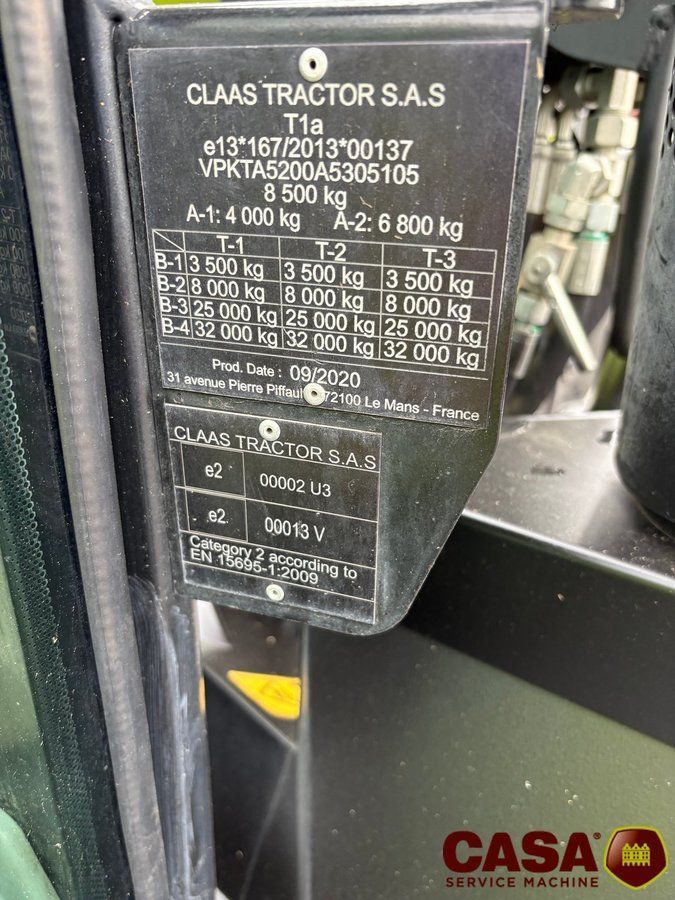 CLAAS TRACTOR S.A.S
T1a
e13*167/2013*00137
VPKTA5200A5305105
8 500 kg
A-1: 4 000 kg A-2: 6 800 kg
T-1 T-2 T-3
B-1 3 500 kg 3 500 kg 3 500 kg
B-2 8 000 kg 8 000 kg 8 000 kg
B-3 25 000 kg 25 000 kg 25 000 kg
B-4 32 000 kg 32 000 kg 32 000 kg
Prod. Date : 09/2020
31 avenue Pierre 72100 Le Mans - France
CLAAS TRACTOR S.A.S
e2 00002 U3
e2 00013 V
Category 2 according to
EN 15695-1:2009
CASA®
SERVICE MACHINE